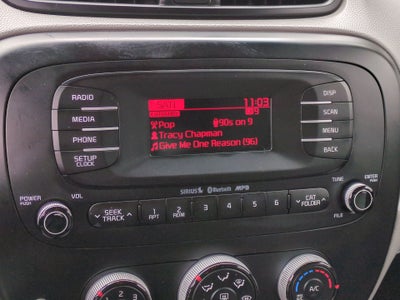 RADIO
MEDIA
PHONE
SETUP
CLOCK
SAT1 11:03
9
Pop 90s on 9
Tracy Chapman
Give Me One Reason (96)
DISP
SCAN
MENU
BACK
SIRIUS Bluetooth MP3
POWER
PUSH
VOL
SEEK
TRACK
1
RPT
2
RDM
3
4
5
6
CAT
FOLDER
TUNE
FILE
ENTER
PUSH
A/C